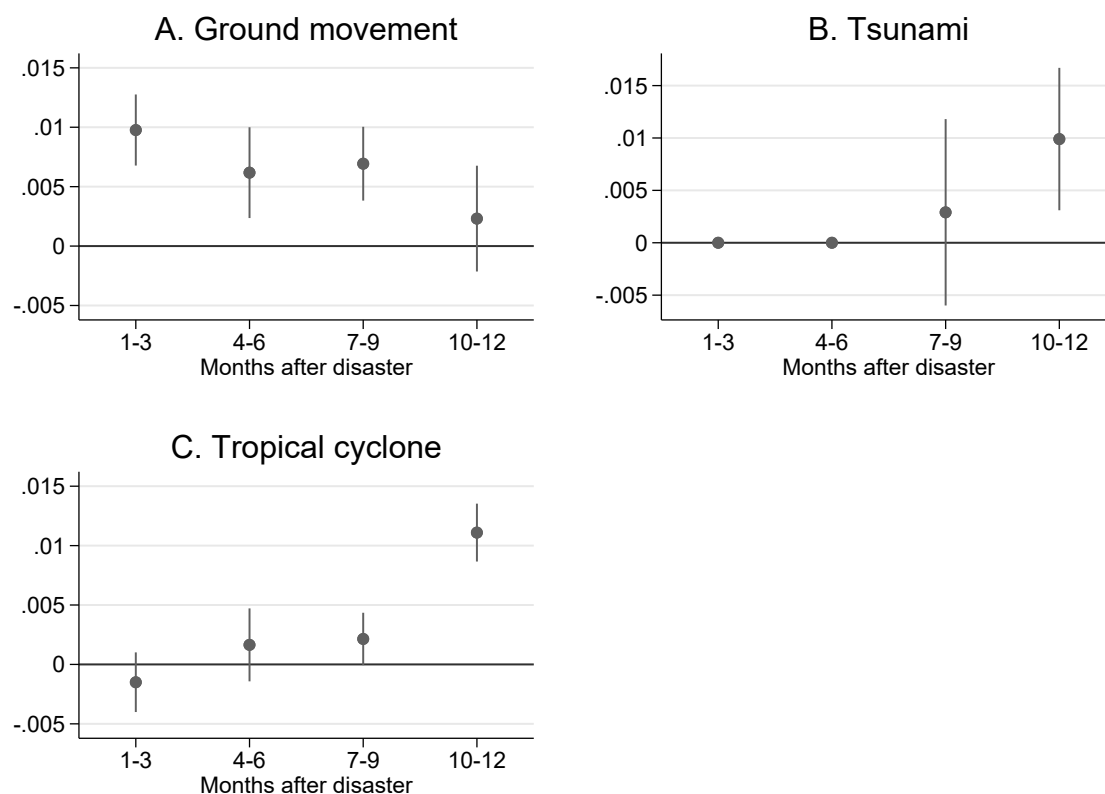 A. Ground movement
.015
.01
.005
0
-.005
1-3 4-6 7-9 10-12
Months after disaster
B. Tsunami
.015
.01
.005
0
-.005
1-3 4-6 7-9 10-12
Months after disaster
C. Tropical cyclone
.015
.01
.005
0
-.005
1-3 4-6 7-9 10-12
Months after disaster